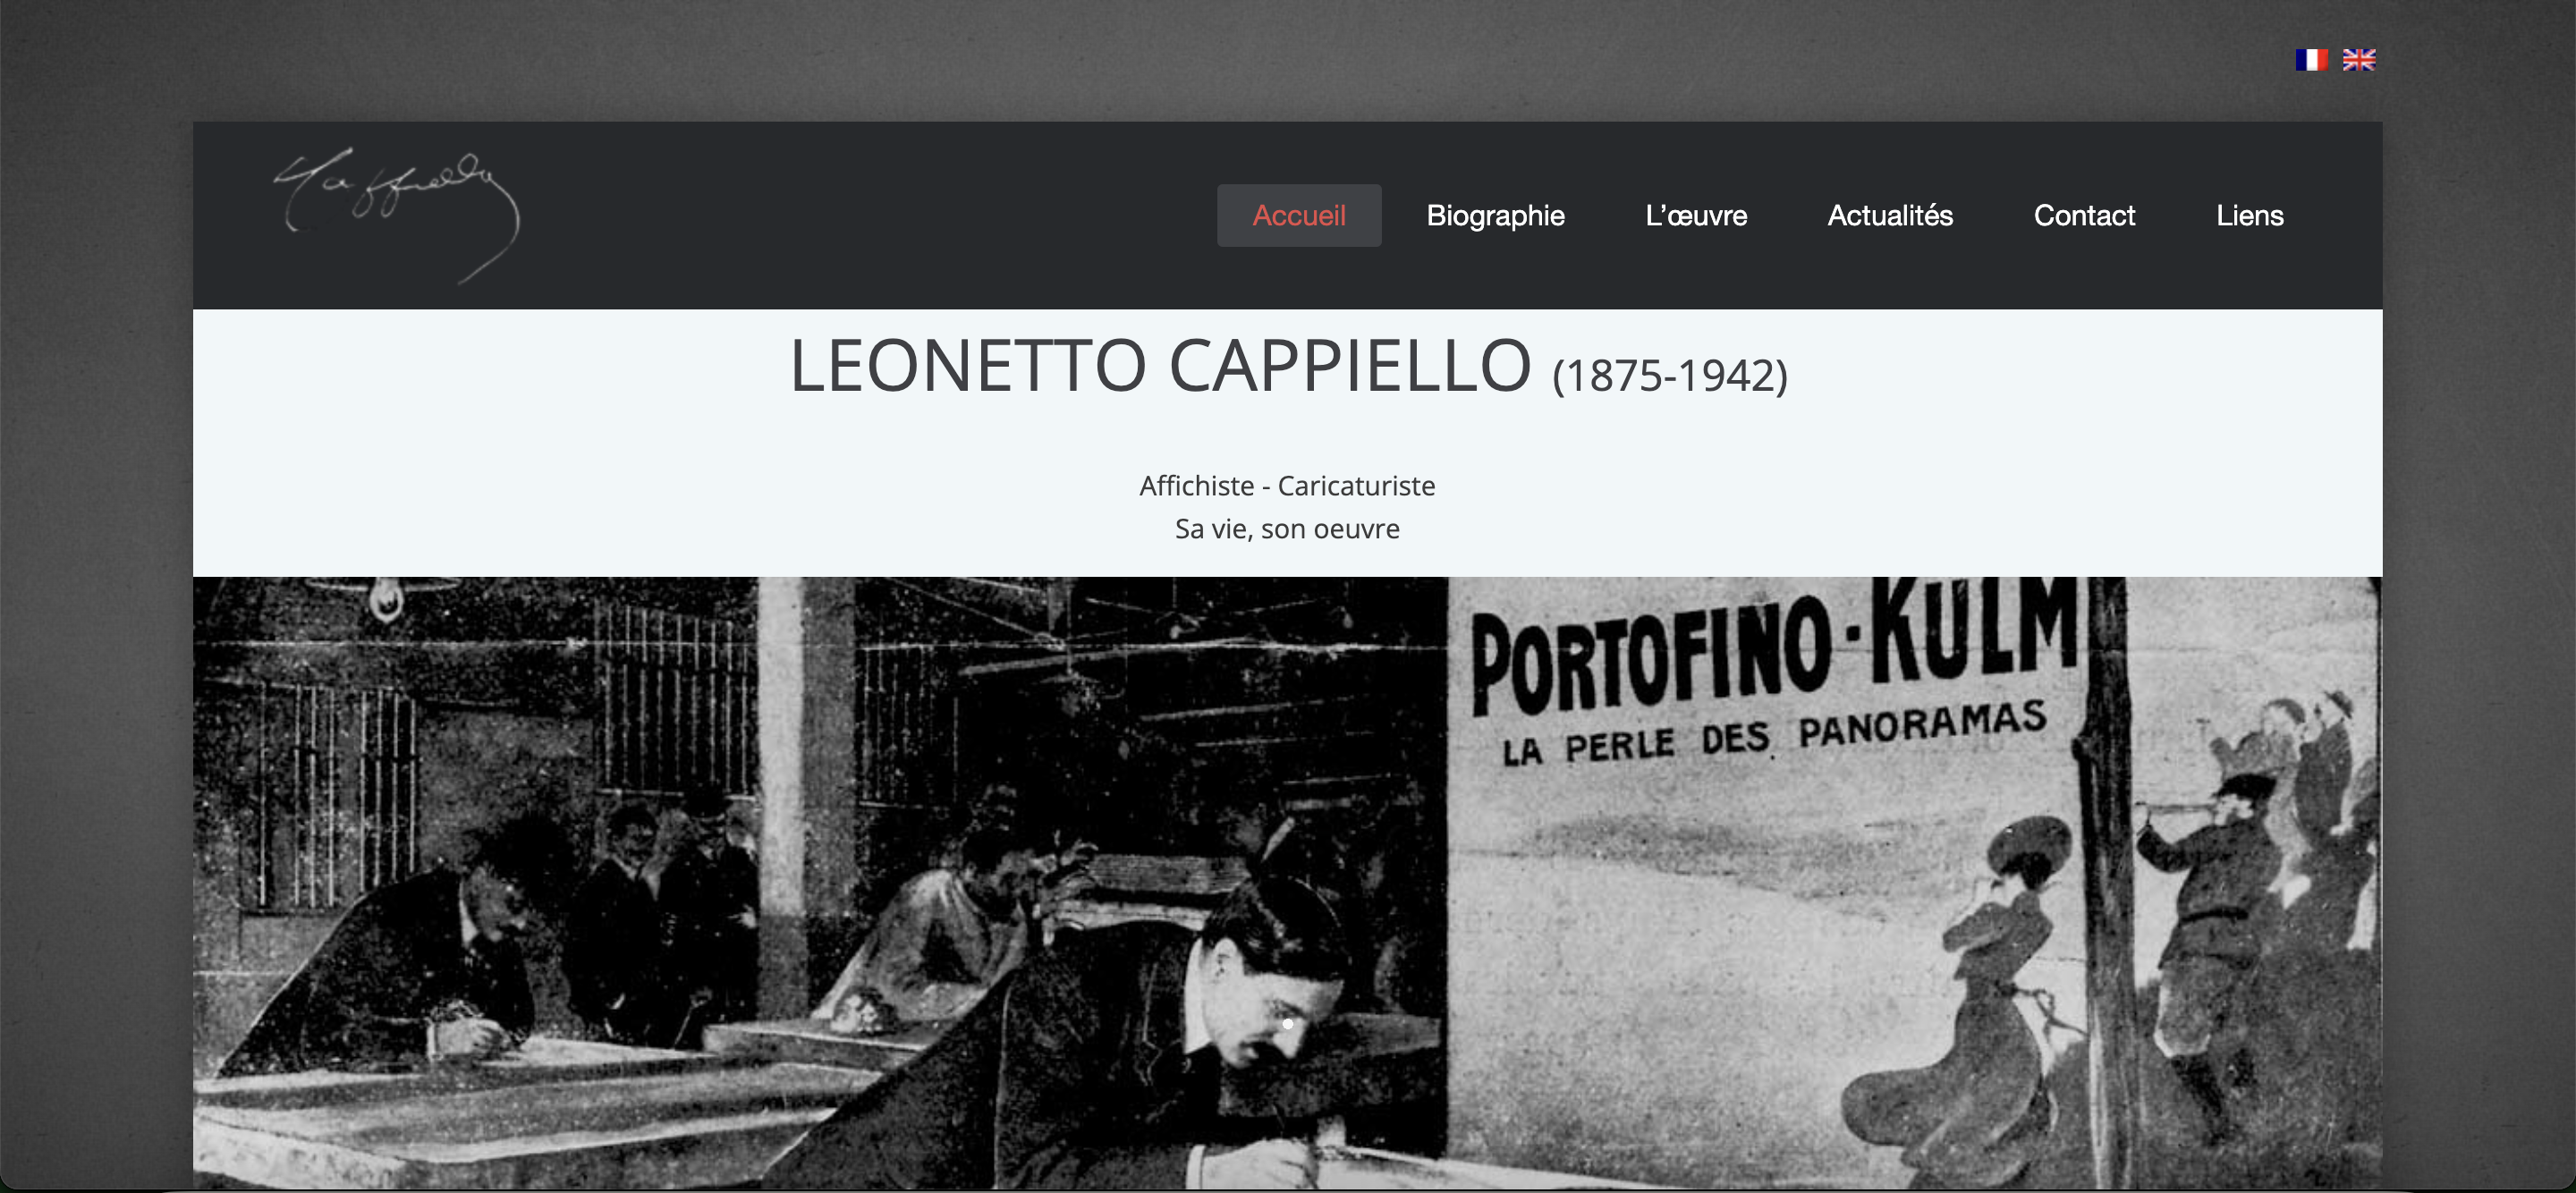 Cappiello
Accueil Biographie L’œuvre Actualités Contact Liens
LEONETTO CAPPIELLO (1875-1942)
Affichiste - Caricaturiste
Sa vie, son oeuvre
PORTOFINO-KULM
LA PERLE DES PANORAMAS